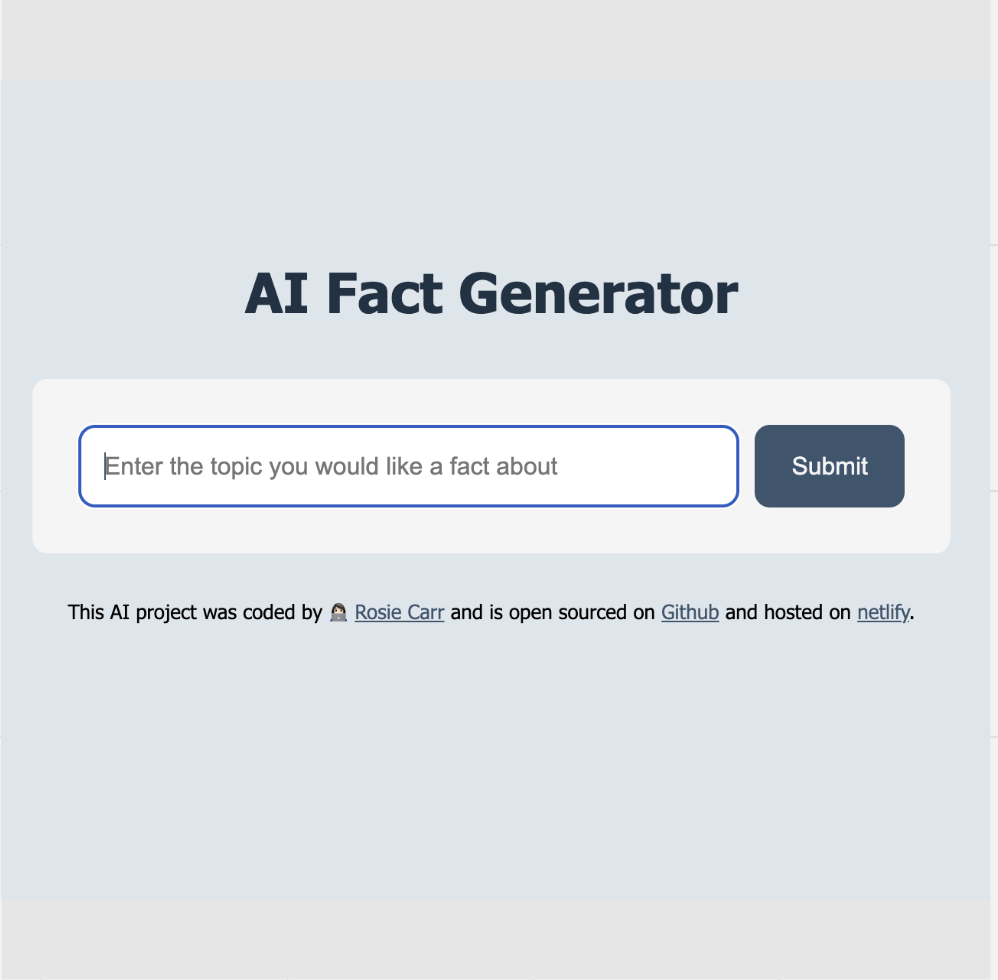 AI Fact Generator
Enter the topic you would like a fact about
Submit
This AI project was coded by 👩🏻‍💻 Rosie Carr and is open sourced on Github and hosted on netlify.